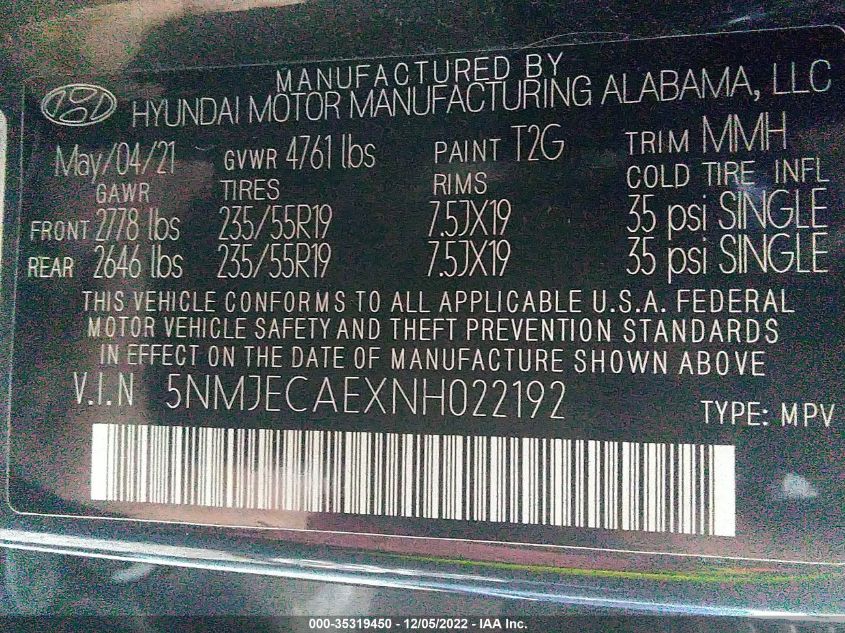 MANUFACTURED BY
HYUNDAI MOTOR MANUFACTURING ALABAMA, LLC
May/04/21 GVWR 4761 lbs PAINT T2G TRIM MMH
GAWR TIRES RIMS COLD TIRE INFL
FRONT 2778 lbs 235/55R19 7.5JX19 35 psi SINGLE
REAR 2646 lbs 235/55R19 7.5JX19 35 psi SINGLE
THIS VEHICLE CONFORMS TO ALL APPLICABLE U.S.A. FEDERAL
MOTOR VEHICLE SAFETY AND THEFT PREVENTION STANDARDS
IN EFFECT ON THE DATE OF MANUFACTURE SHOWN ABOVE
V.I.N 5NMJECAEXNH022192 TYPE: MPV
000-35319450 - 12/05/2022 - IAA Inc.